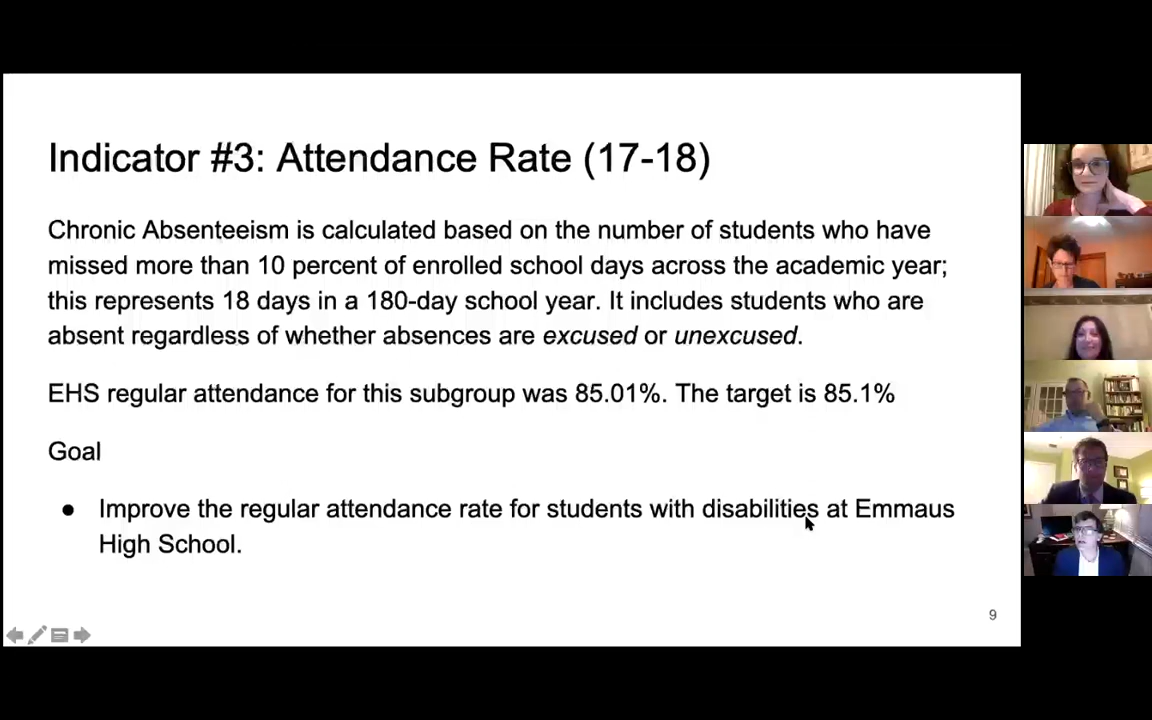 Indicator #3: Attendance Rate (17-18)
Chronic Absenteeism is calculated based on the number of students who have
missed more than 10 percent of enrolled school days across the academic year;
this represents 18 days in a 180-day school year. It includes students who are
absent regardless of whether absences are excused or unexcused.
EHS regular attendance for this subgroup was 85.01%. The target is 85.1%
Goal
● Improve the regular attendance rate for students with disabilities at Emmaus
High School.
9